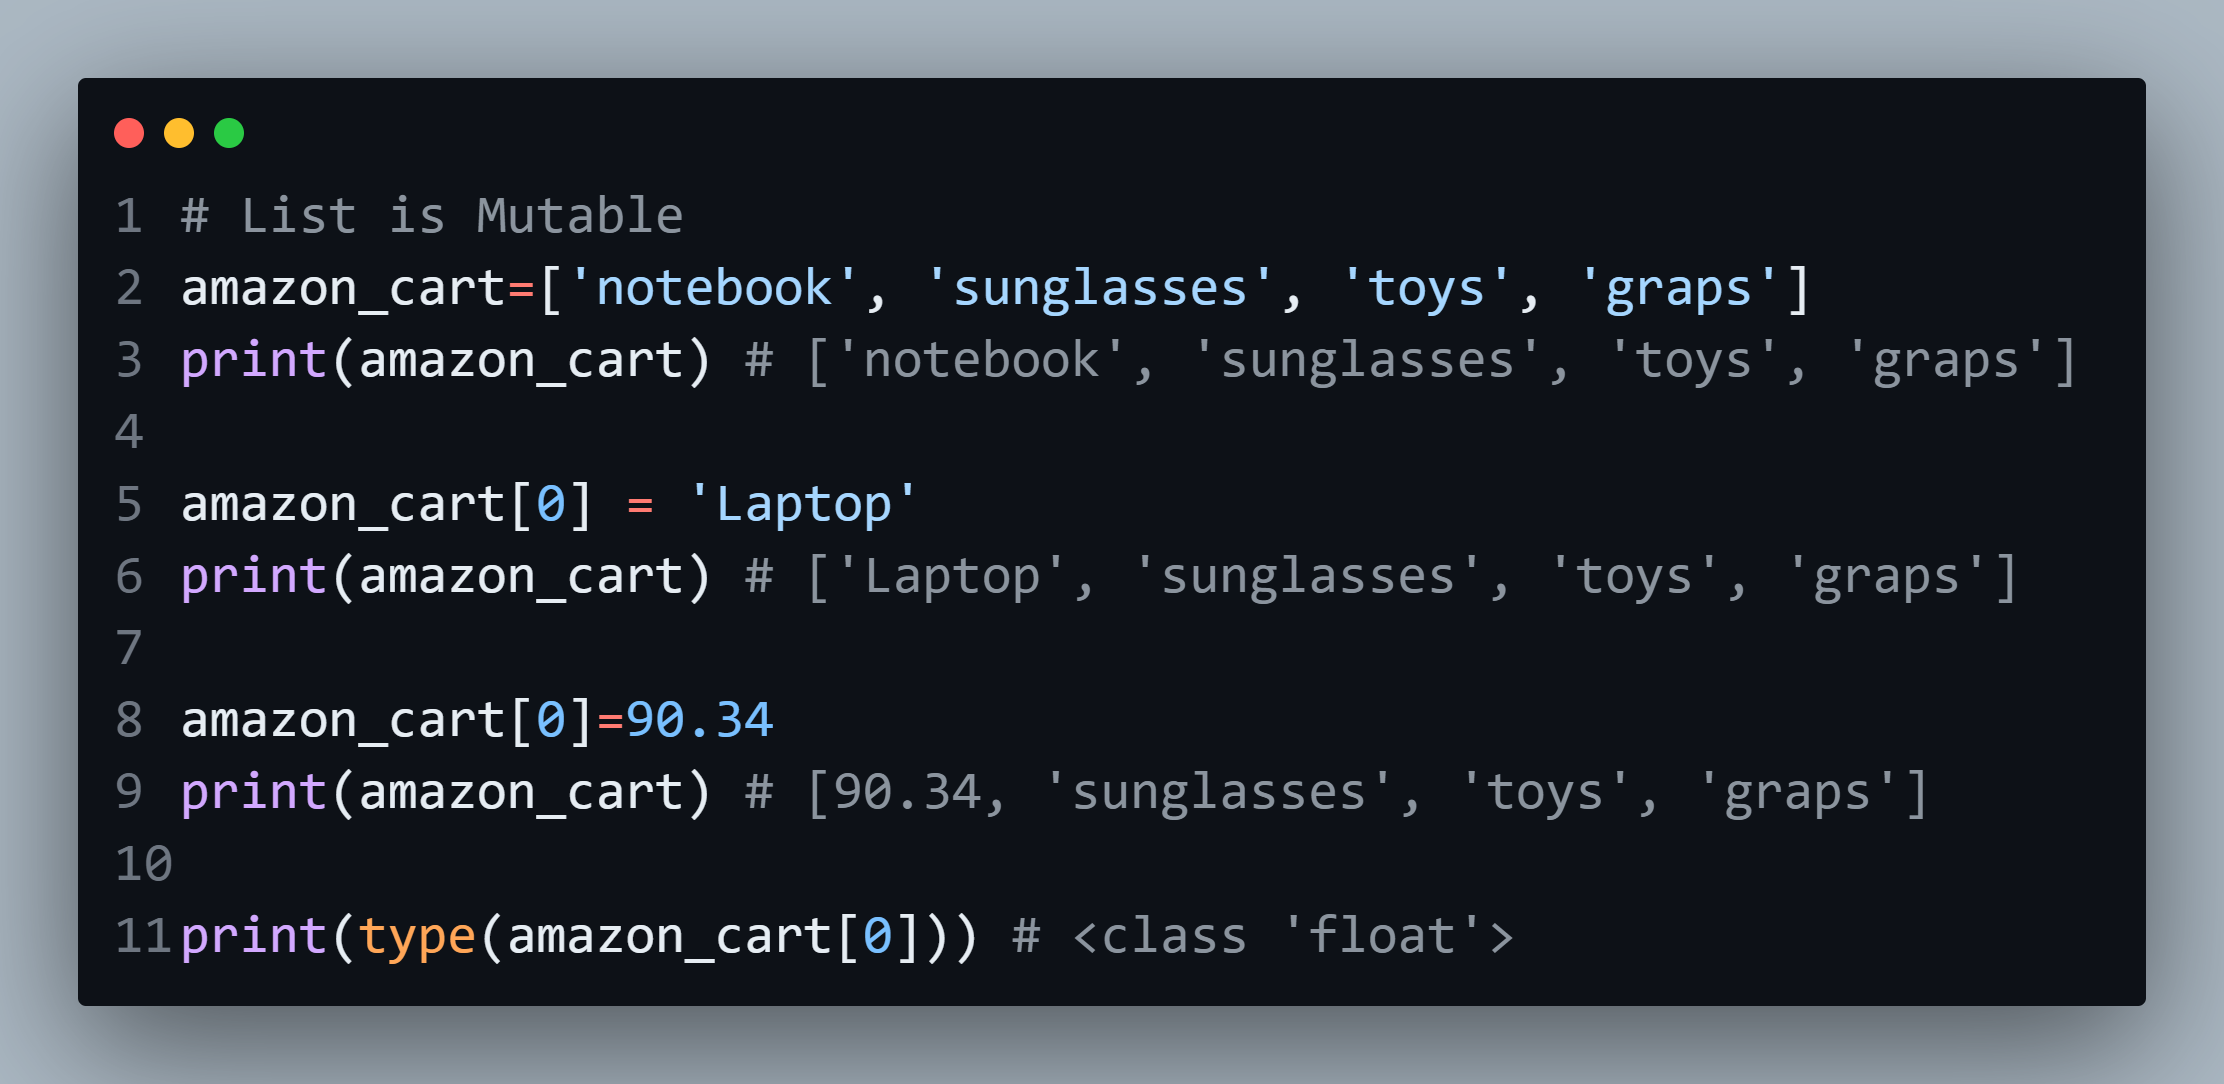 1 # List is Mutable
2 amazon_cart=['notebook', 'sunglasses', 'toys', 'graps']
3 print(amazon_cart) # ['notebook', 'sunglasses', 'toys', 'graps']
4
5 amazon_cart[0] = 'Laptop'
6 print(amazon_cart) # ['Laptop', 'sunglasses', 'toys', 'graps']
7
8 amazon_cart[0]=90.34
9 print(amazon_cart) # [90.34, 'sunglasses', 'toys', 'graps']
10
11 print(type(amazon_cart[0])) # <class 'float'>